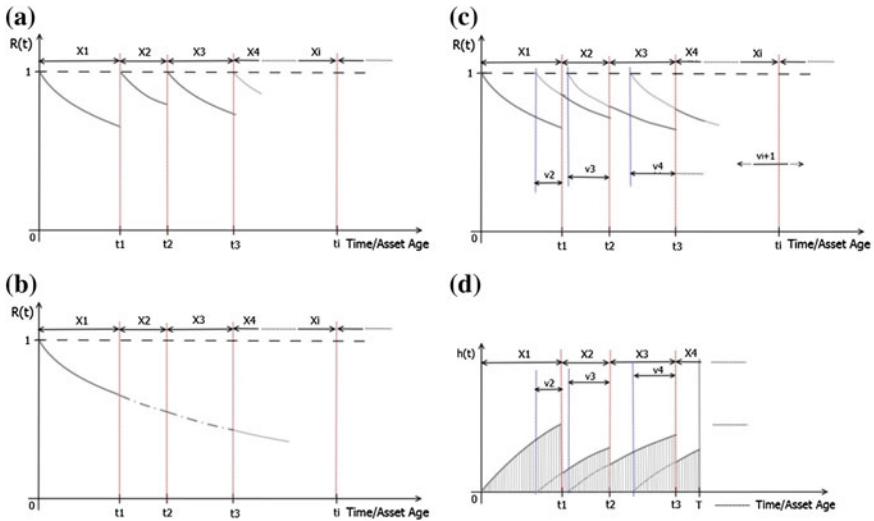 (a)
R(t)
X1 X2 X3 X4 Xi
1
0 t1 t2 t3 ti Time/Asset Age
(b)
R(t)
X1 X2 X3 X4 Xi
1
0 t1 t2 t3 ti Time/Asset Age
(c)
R(t)
X1 X2 X3 X4 Xi
1
vi+1
v2 v3 v4
0 t1 t2 t3 ti Time/Asset Age
(d)
h(t)
X1 X2 X3 X4
v2 v3 v4
0 t1 t2 t3 T Time/Asset Age